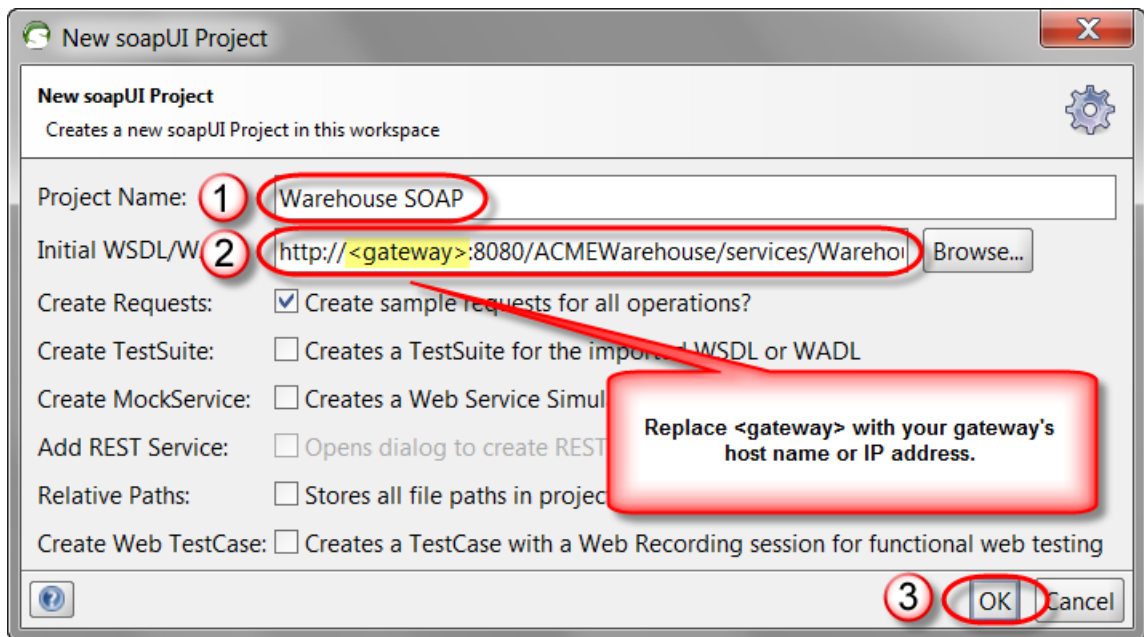 New soapUI Project
X
New soapUI Project
Creates a new soapUI Project in this workspace
Project Name: 1 Warehouse SOAP
Initial WSDL/W 2 http://<gateway>:8080/ACMEWarehouse/services/Warehou Browse...
Create Requests: Create sample requests for all operations?
Create TestSuite: Creates a TestSuite for the imported WSDL or WADL
Create MockService: Creates a Web Service Simul
Add REST Service: Opens dialog to create REST
Relative Paths: Stores all file paths in projec
Replace <gateway> with your gateway's
host name or IP address.
Create Web TestCase: Creates a TestCase with a Web Recording session for functional web testing
? 3 OK Cancel